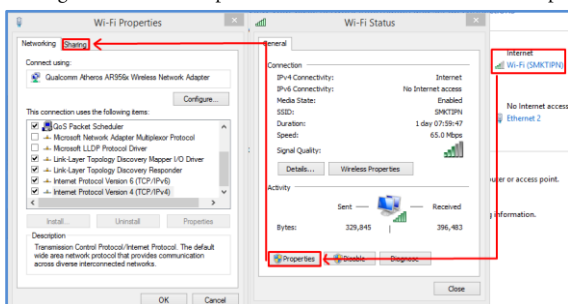 Wi-Fi Properties
Networking
Sharing
Connect using:
Qualcomm Atheros AR956x Wireless Network Adapter
Configure...
This connection uses the following items:
QoS Packet Scheduler
Microsoft Network Adapter Multiplexor Protocol
Microsoft LLDP Protocol Driver
Link-Layer Topology Discovery Mapper I/O Driver
Link-Layer Topology Discovery Responder
Internet Protocol Version 6 (TCP/IPv6)
Internet Protocol Version 4 (TCP/IPv4)
Install...
Uninstall
Properties
Description
Transmission Control Protocol/Internet Protocol. The default
wide area network protocol that provides communication
across diverse interconnected networks.
OK
Cancel
Wi-Fi Status
General
Connection
IPv4 Connectivity: Internet
IPv6 Connectivity: No Internet access
Media State: Enabled
SSID: SMKTIPN
Duration: 1 day 07:59:47
Speed: 65.0 Mbps
Signal Quality:
Details...
Wireless Properties
Activity
Sent
Received
Bytes: 329,845 396,483
Properties
Disable
Diagnose
Close
Internet
Wi-Fi (SMKTIPN)
No Internet access
Ethernet 2
or access point.
information.